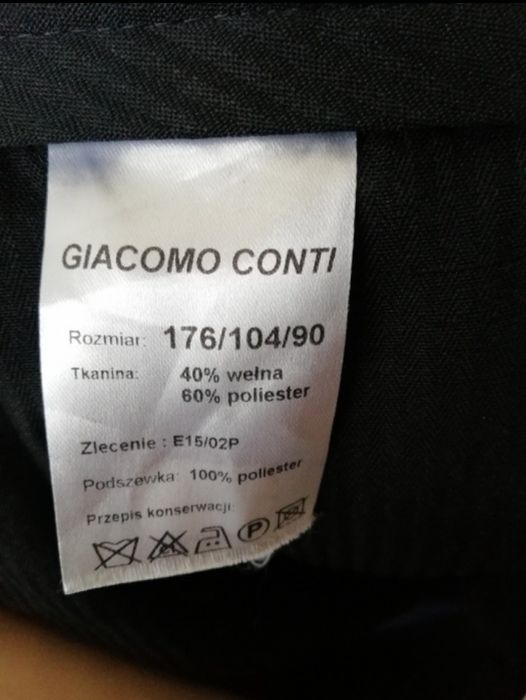 GIACOMO CONTI
Rozmiar: 176/104/90
Tkanina: 40% wełna
60% poliester
Zlecenie : E15/02P
Podszewka: 100% poliester
Przepis konserwacji:
P